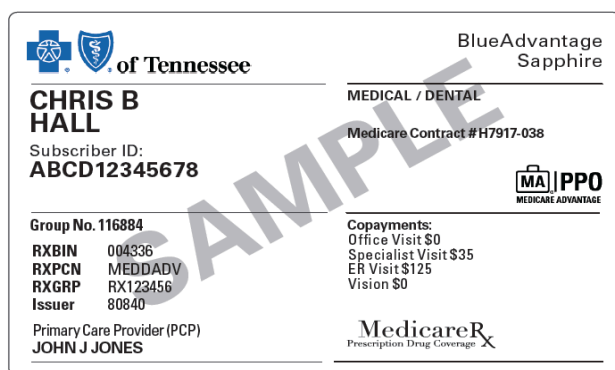 of Tennessee
BlueAdvantage
Sapphire
CHRIS B
HALL
Subscriber ID:
ABCD12345678
MEDICAL / DENTAL
Medicare Contract # H7917-038
MA PPO
MEDICARE ADVANTAGE
SAMPLE
Group No. 116884
RXBIN 004336
RXPCN MEDDADV
RXGRP RX123456
Issuer 80840
Primary Care Provider (PCP)
JOHN J JONES
Copayments:
Office Visit $0
Specialist Visit $35
ER Visit $125
Vision $0
MedicareRx
Prescription Drug Coverage